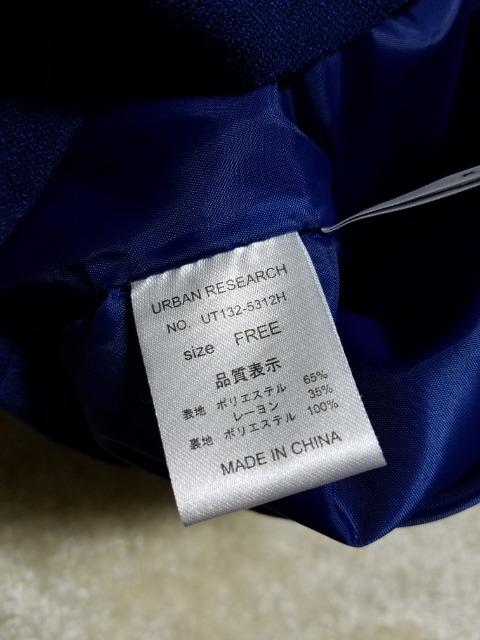 URBAN RESEARCH
NO. UT132-5312H
size FREE
品質表示
表地 ポリエステル 65%
レーヨン 35%
裏地 ポリエステル 100%
MADE IN CHINA